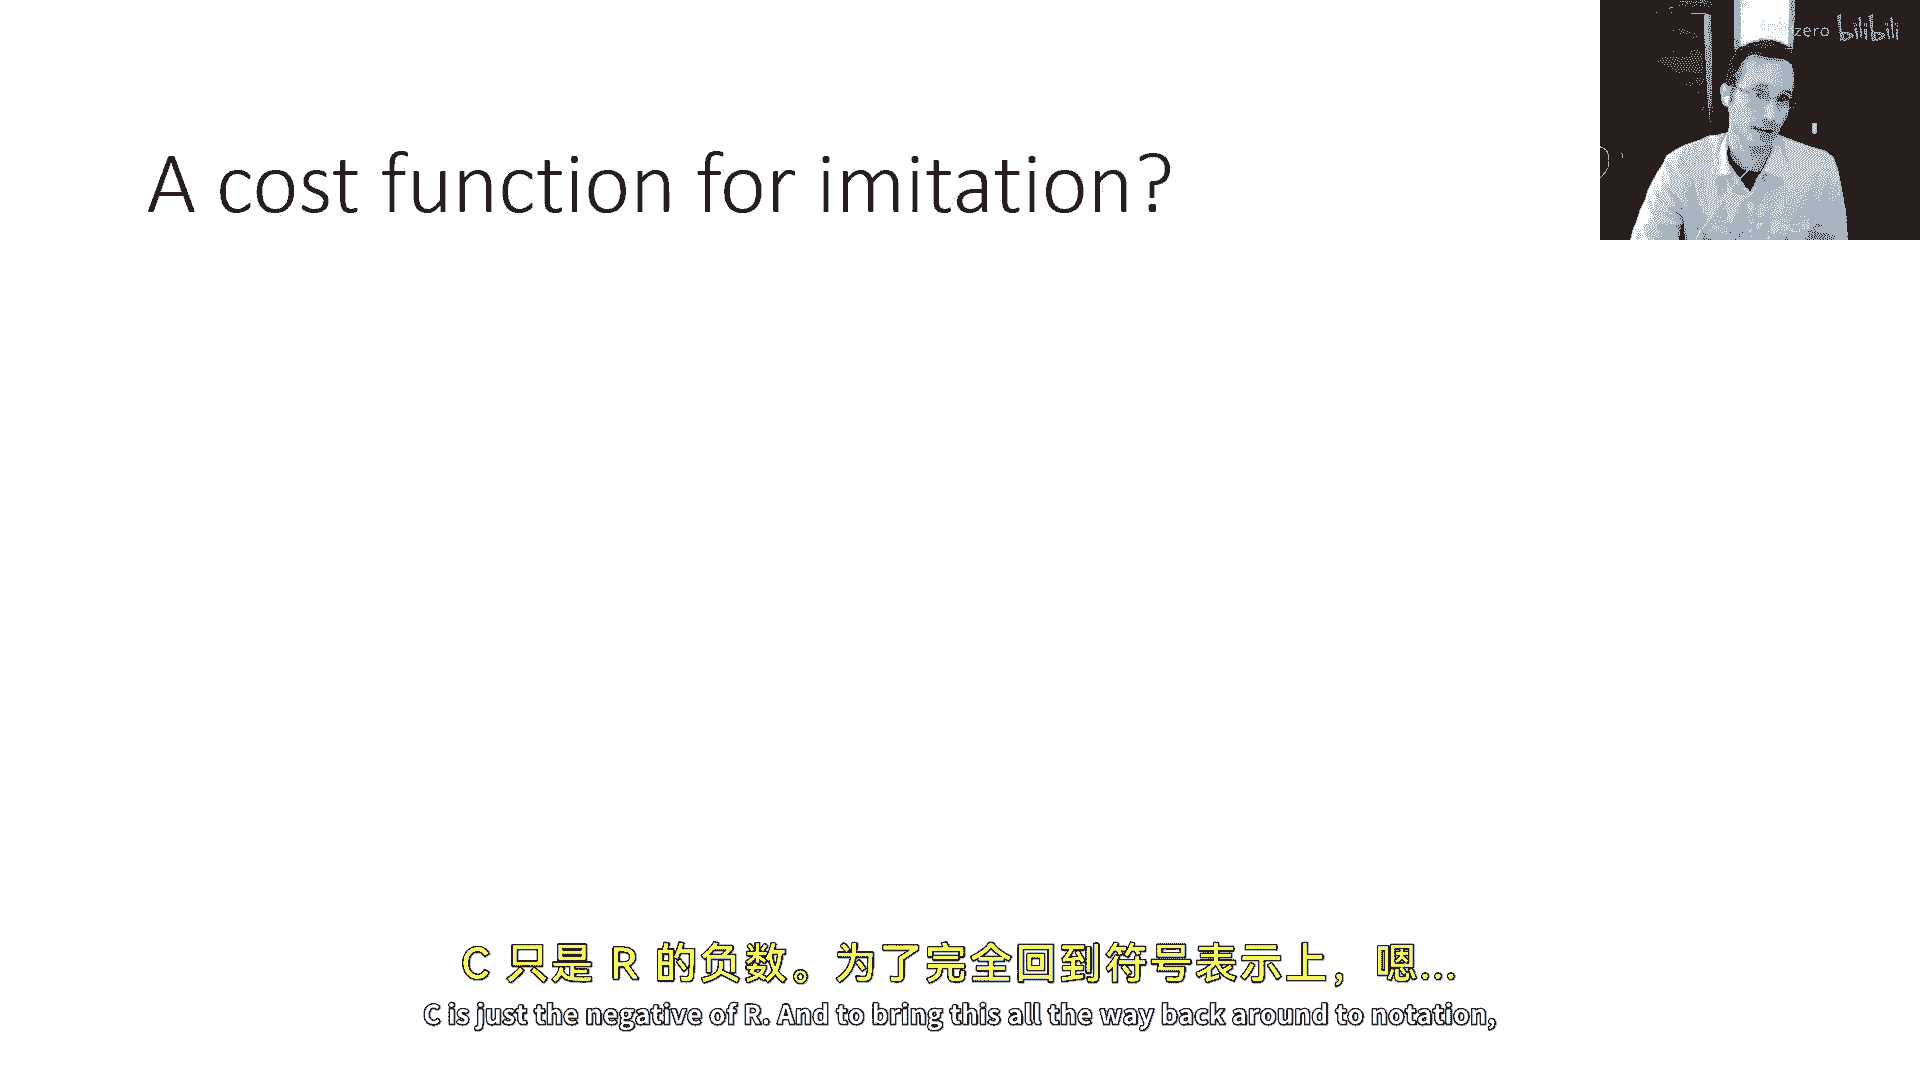 zero bilibili
A cost function for imitation?
C 只是 R 的负数。为了完全回到符号表示上，嗯...
C is just the negative of R. And to bring this all the way back around to notation,